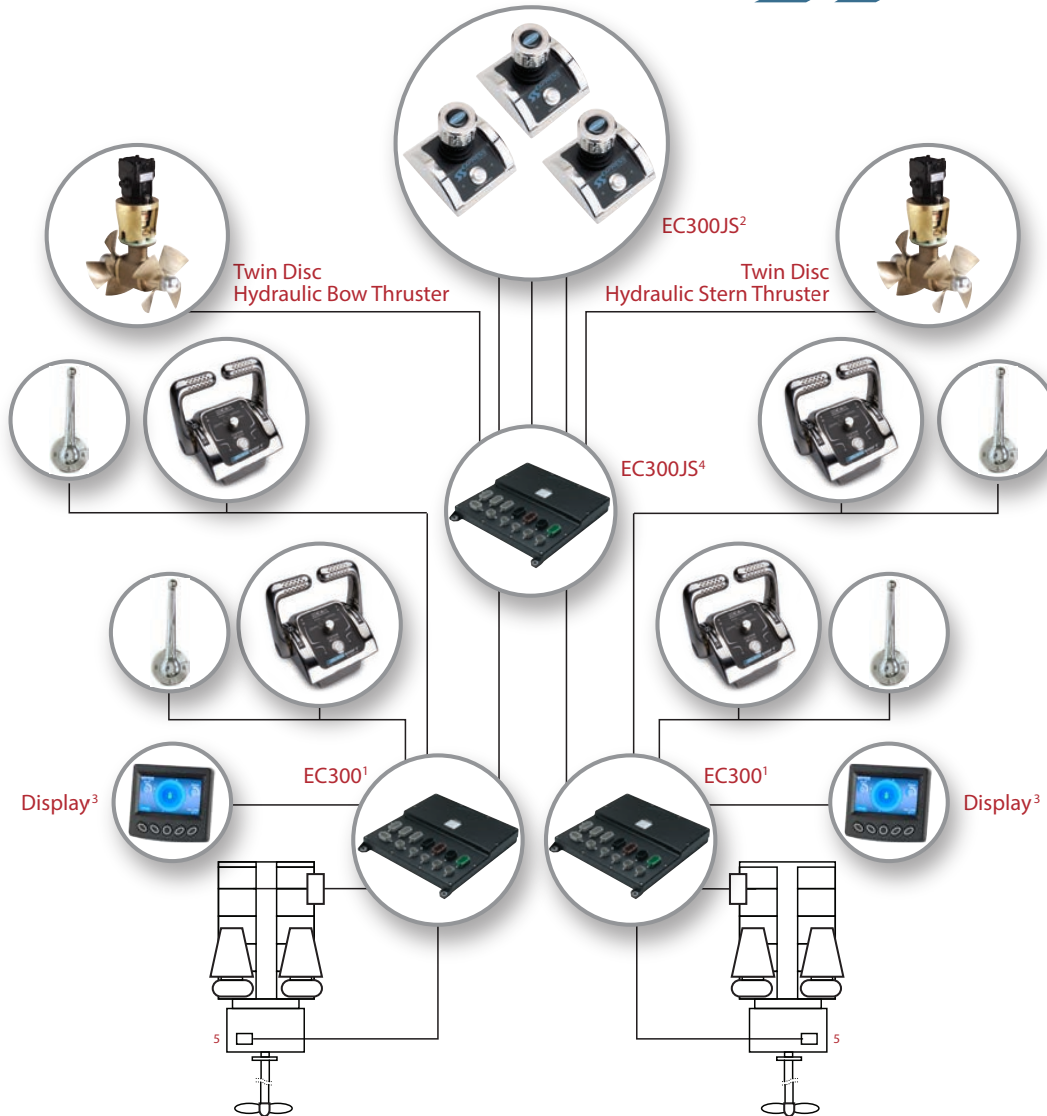 EC300JS²
Twin Disc
Hydraulic Bow Thruster
Twin Disc
Hydraulic Stern Thruster
EC300JS⁴
EC300¹
EC300¹
Display³
Display³
5
5